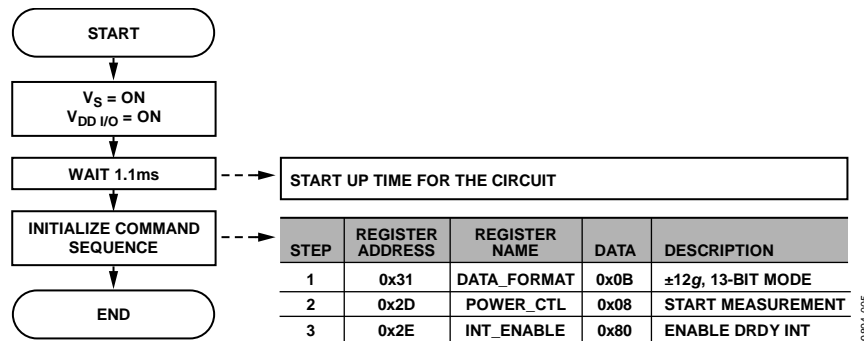 START
V_S = ON
V_DD I/O = ON
WAIT 1.1ms
START UP TIME FOR THE CIRCUIT
INITIALIZE COMMAND
SEQUENCE
STEP REGISTER ADDRESS REGISTER NAME DATA DESCRIPTION
1 0x31 DATA_FORMAT 0x0B ±12g, 13-BIT MODE
2 0x2D POWER_CTL 0x08 START MEASUREMENT
3 0x2E INT_ENABLE 0x80 ENABLE DRDY INT
END